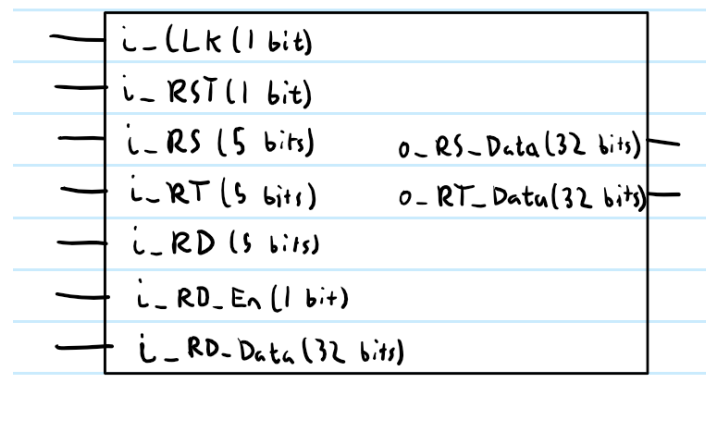 i_CLK (1 bit)
i_RST (1 bit)
i_RS (5 bits) o_RS_Data (32 bits)
i_RT (5 bits) o_RT_Data (32 bits)
i_RD (5 bits)
i_RD_En (1 bit)
i_RD_Data (32 bits)